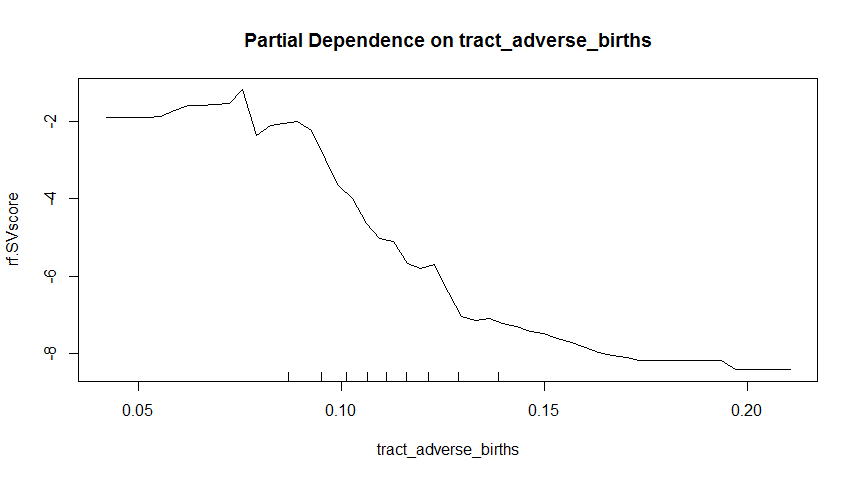 Partial Dependence on tract_adverse_births
rf.SVscore
-2
-4
-6
-8
0.05 0.10 0.15 0.20
tract_adverse_births